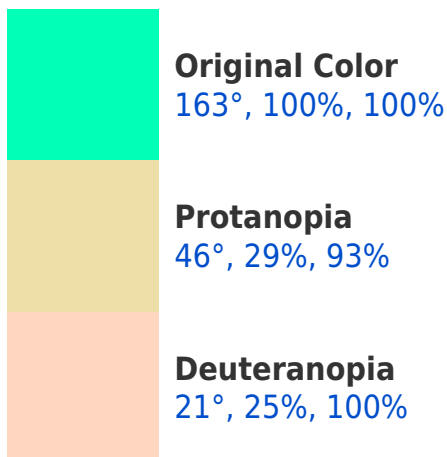 Original Color
163°, 100%, 100%
Protanopia
46°, 29%, 93%
Deuteranopia
21°, 25%, 100%